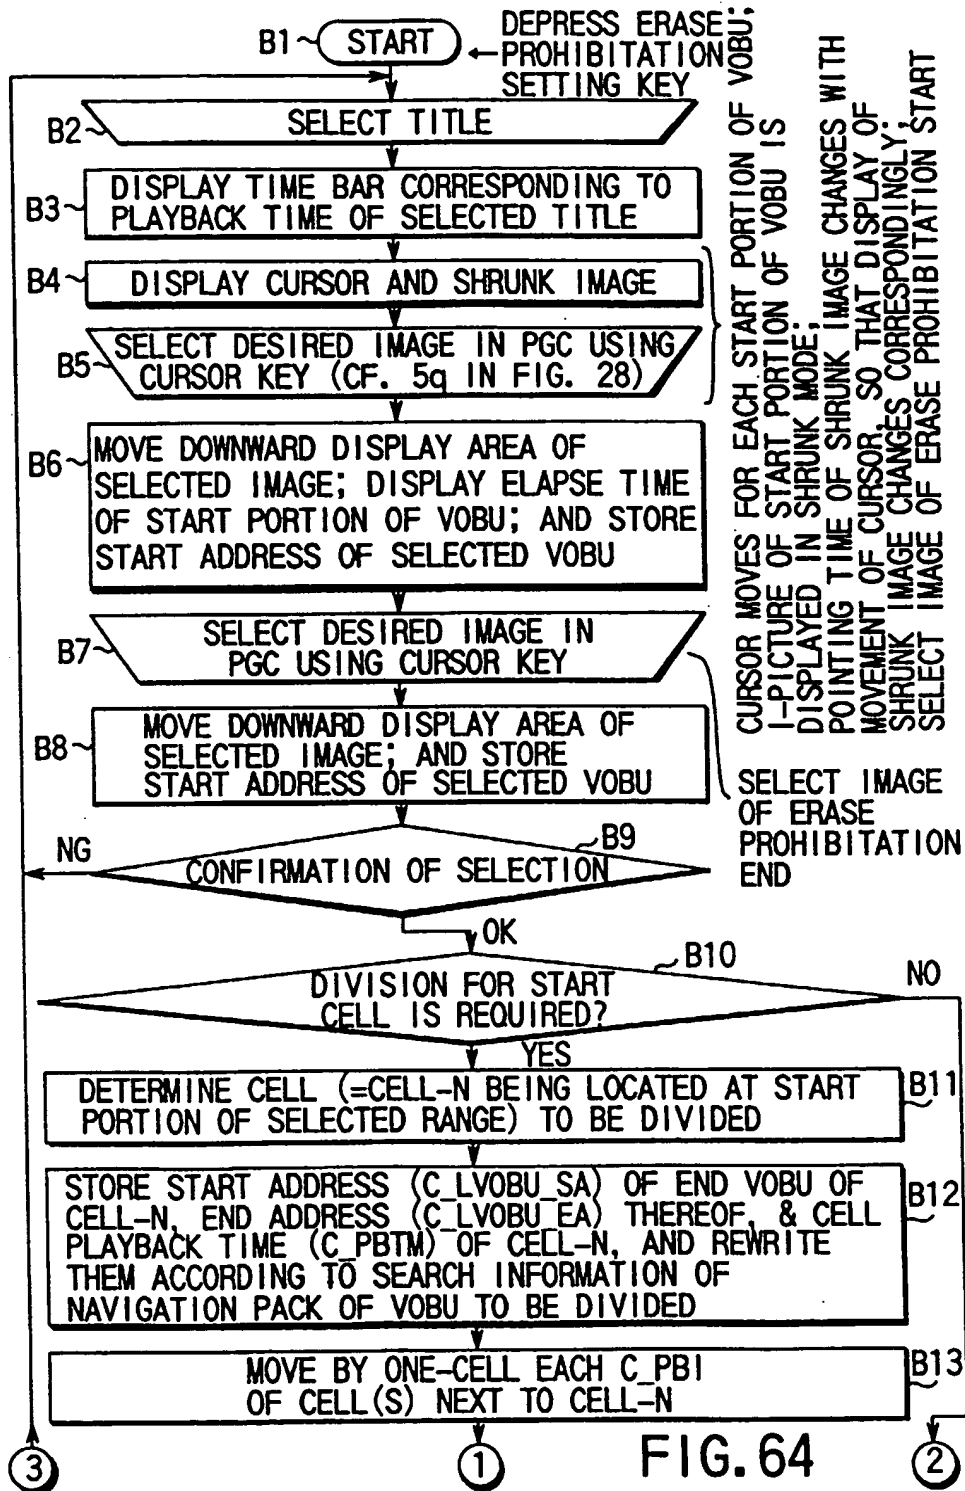 B1
START
DEPRESS ERASE
PROHIBITATION
SETTING KEY
B2
SELECT TITLE
B3
DISPLAY TIME BAR CORRESPONDING TO
PLAYBACK TIME OF SELECTED TITLE
B4
DISPLAY CURSOR AND SHRUNK IMAGE
B5
SELECT DESIRED IMAGE IN PGC USING
CURSOR KEY (CF. 5q IN FIG. 28)
CURSOR MOVES FOR EACH START PORTION OF VOBU;
I-PICTURE OF START PORTION OF VOBU IS
DISPLAYED IN SHRUNK MODE;
POINTING TIME OF SHRUNK IMAGE CHANGES WITH
MOVEMENT OF CURSOR, SO THAT DISPLAY OF
SHRUNK IMAGE CHANGES CORRESPONDINGLY;
SELECT IMAGE OF ERASE PROHIBITATION START
B6
MOVE DOWNWARD DISPLAY AREA OF
SELECTED IMAGE; DISPLAY ELAPSE TIME
OF START PORTION OF VOBU; AND STORE
START ADDRESS OF SELECTED VOBU
B7
SELECT DESIRED IMAGE IN
PGC USING CURSOR KEY
SELECT IMAGE
OF ERASE
PROHIBITATION
END
B8
MOVE DOWNWARD DISPLAY AREA OF
SELECTED IMAGE; AND STORE
START ADDRESS OF SELECTED VOBU
B9
NG
CONFIRMATION OF SELECTION
OK
B10
NO
DIVISION FOR START
CELL IS REQUIRED?
YES
B11
DETERMINE CELL (=CELL-N BEING LOCATED AT START
PORTION OF SELECTED RANGE) TO BE DIVIDED
B12
STORE START ADDRESS (C_LVOBU_SA) OF END VOBU OF
CELL-N, END ADDRESS (C_LVOBU_EA) THEREOF, & CELL
PLAYBACK TIME (C_PBTM) OF CELL-N, AND REWRITE
THEM ACCORDING TO SEARCH INFORMATION OF
NAVIGATION PACK OF VOBU TO BE DIVIDED
B13
MOVE BY ONE-CELL EACH C_PBI
OF CELL(S) NEXT TO CELL-N
3
1
FIG. 64
2